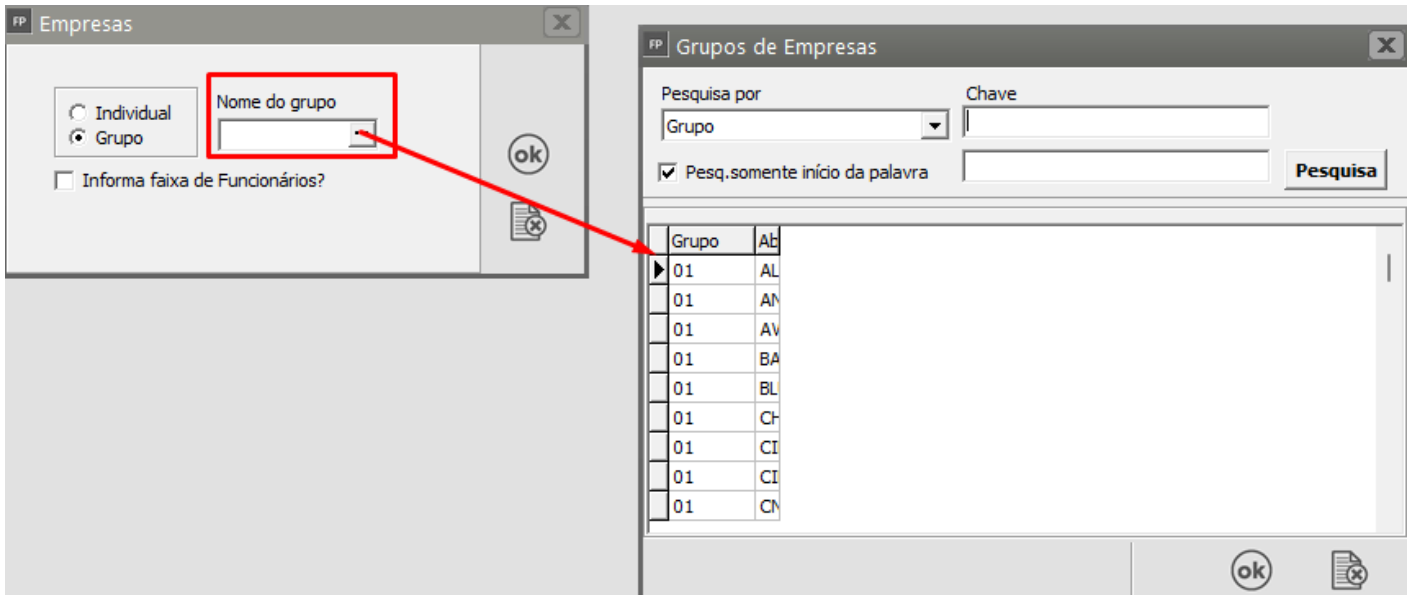 FP Empresas
Individual
Grupo
Nome do grupo
...
Informa faixa de Funcionários?
ok
FP Grupos de Empresas
Pesquisa por
Chave
Grupo
Pesq.somente início da palavra
Pesquisa
Grupo Ab
01 AL
01 AN
01 AV
01 BA
01 BL
01 CH
01 CI
01 CI
01 CN
ok